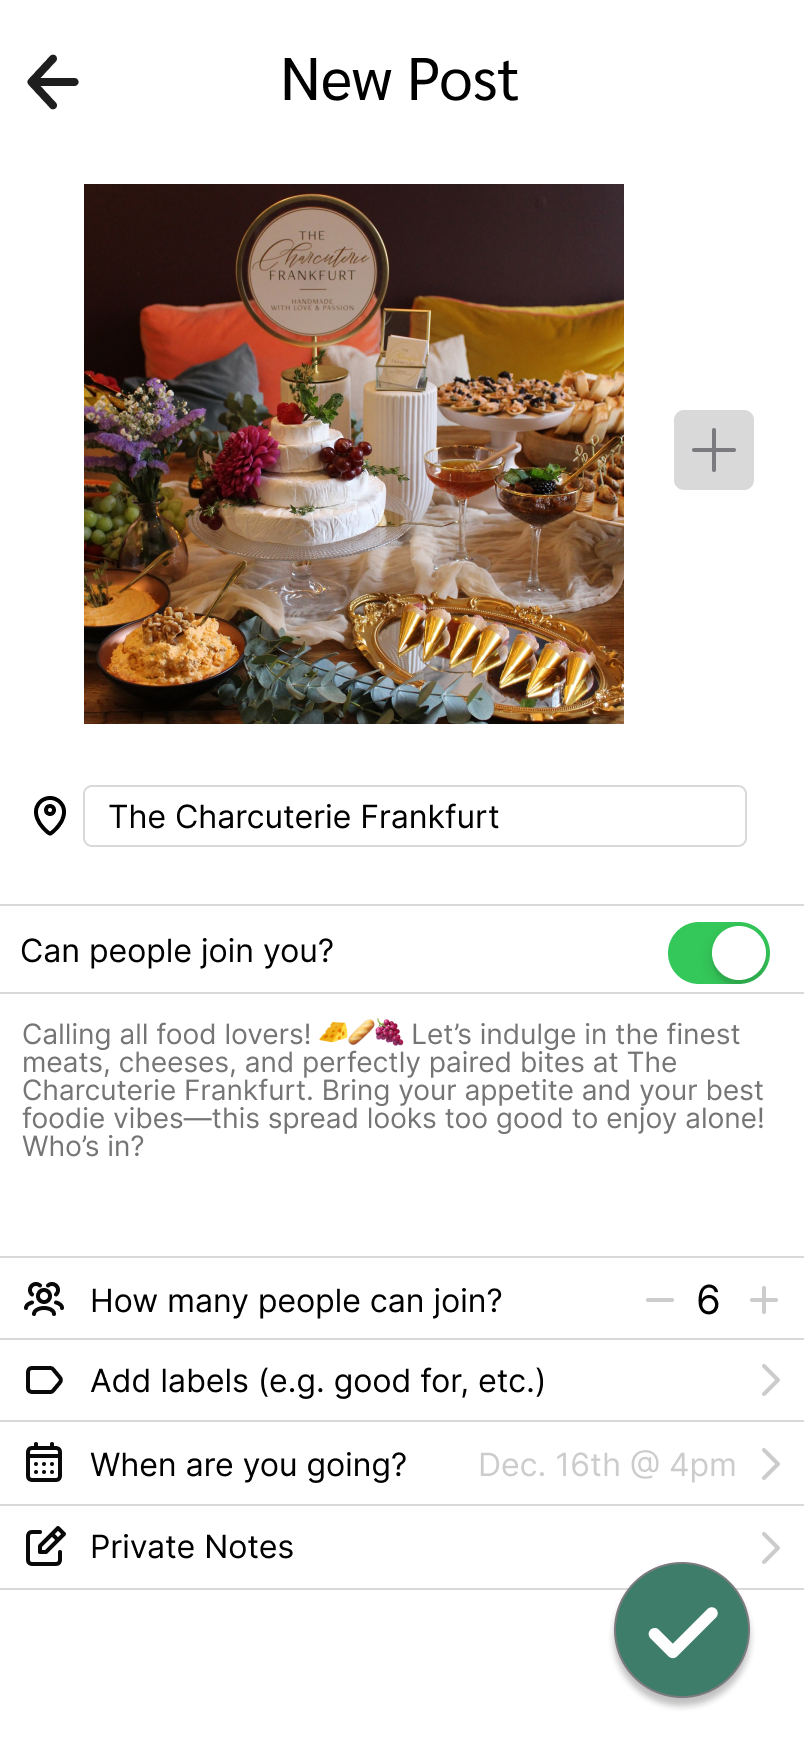 New Post
THE
Charcuterie
FRANKFURT
HANDMADE
WITH LOVE & PASSION
The Charcuterie Frankfurt
Can people join you?
Calling all food lovers! 🧀🥖🍇 Let’s indulge in the finest
meats, cheeses, and perfectly paired bites at The
Charcuterie Frankfurt. Bring your appetite and your best
foodie vibes—this spread looks too good to enjoy alone!
Who’s in?
How many people can join? 6
Add labels (e.g. good for, etc.)
When are you going? Dec. 16th @ 4pm
Private Notes